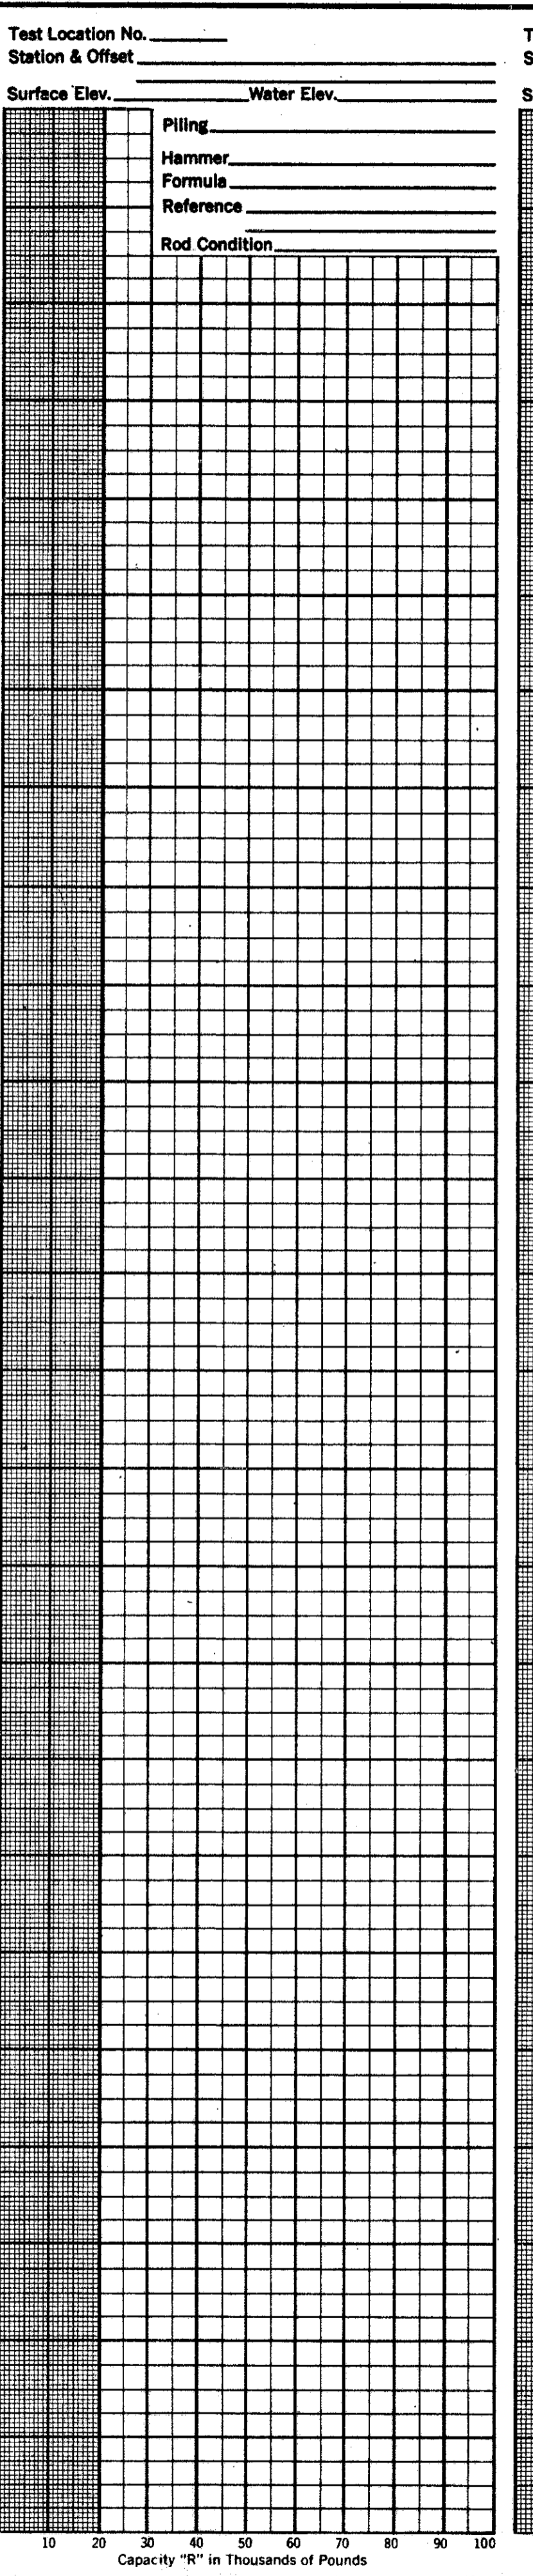 Test Location No.
Station & Offset
Surface Elev. Water Elev.
Piling
Hammer
Formula
Reference
Rod Condition
10 20 30 40 50 60 70 80 90 100
Capacity "R" in Thousands of Pounds
T
S
S